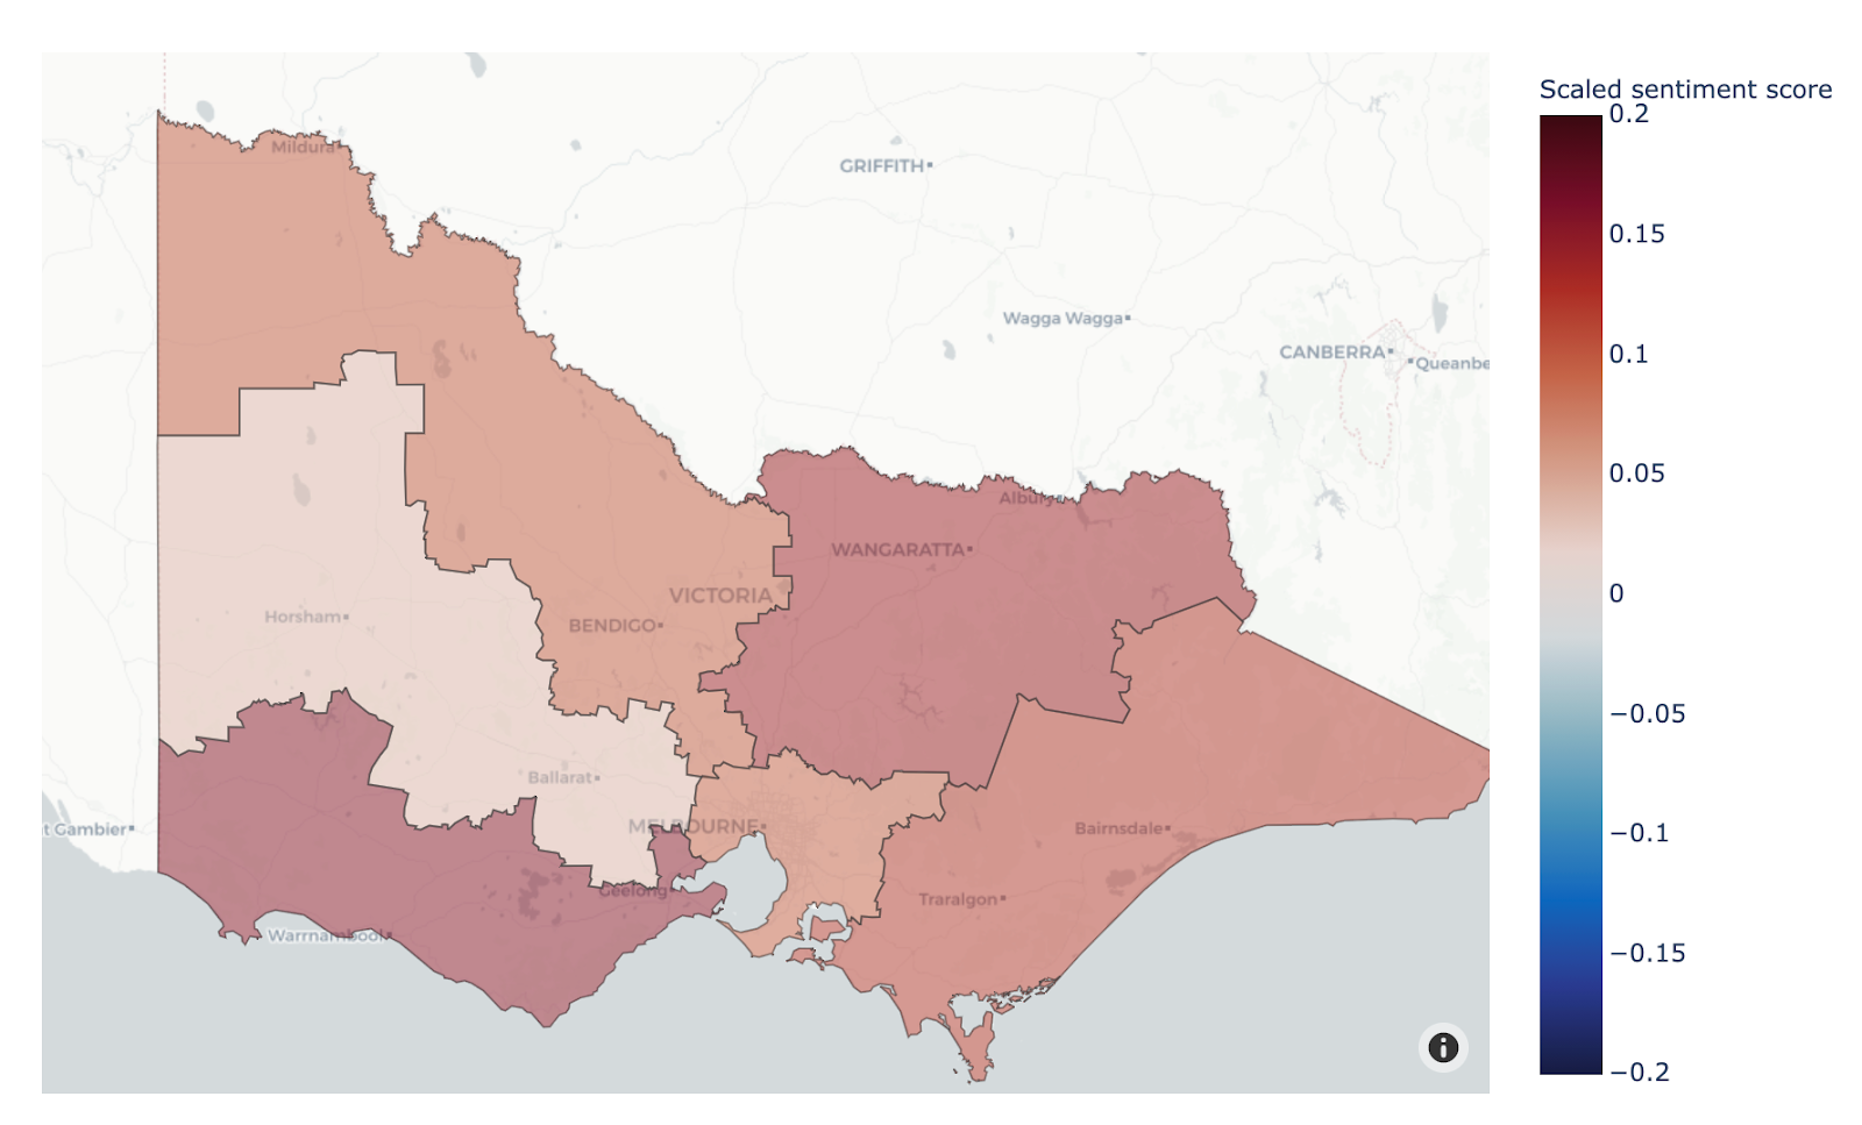 Scaled sentiment score
0.2
0.15
0.1
0.05
0
−0.05
−0.1
−0.15
−0.2
Mildura
GRIFFITH
Wagga Wagga
CANBERRA
Queanbe
Albury
WANGARATTA
VICTORIA
Horsham
BENDIGO
Ballarat
t Gambier
MELBOURNE
Bairnsdale
Geelong
Traralgon
Warrnambool
i